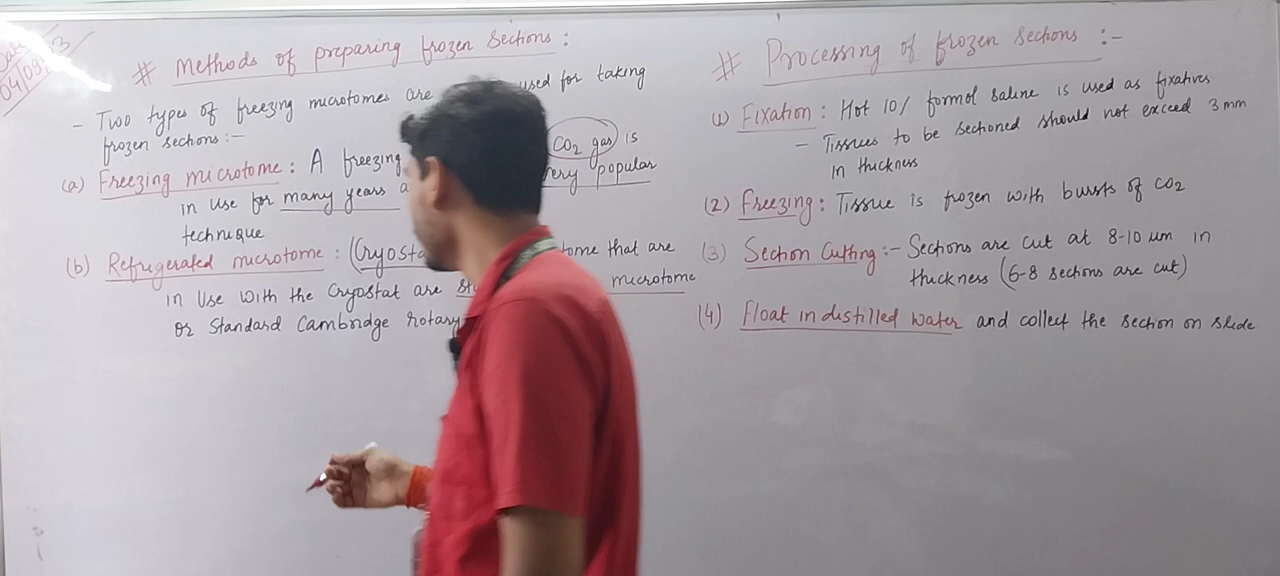 Date
04/09/23
# Methods of preparing frozen sections :
- Two types of freezing microtomes are used for taking
frozen sections :-
(a) Freezing microtome : A freezing CO2 gas is
in use for many years a very popular
technique
(b) Refrigerated microtome : (Cryosta tome that are
in use with the Cryostat are microtome
or Standard Cambridge rotary
# Processing of frozen sections :-
(1) Fixation : Hot 10/ formol saline is used as fixatives
- Tissues to be sectioned should not exceed 3 mm
in thickness
(2) Freezing : Tissue is frozen with bursts of CO2
(3) Section Cutting :- Sections are cut at 8-10 um in
thickness (6-8 sections are cut)
(4) Float in distilled water and collect the section on slide